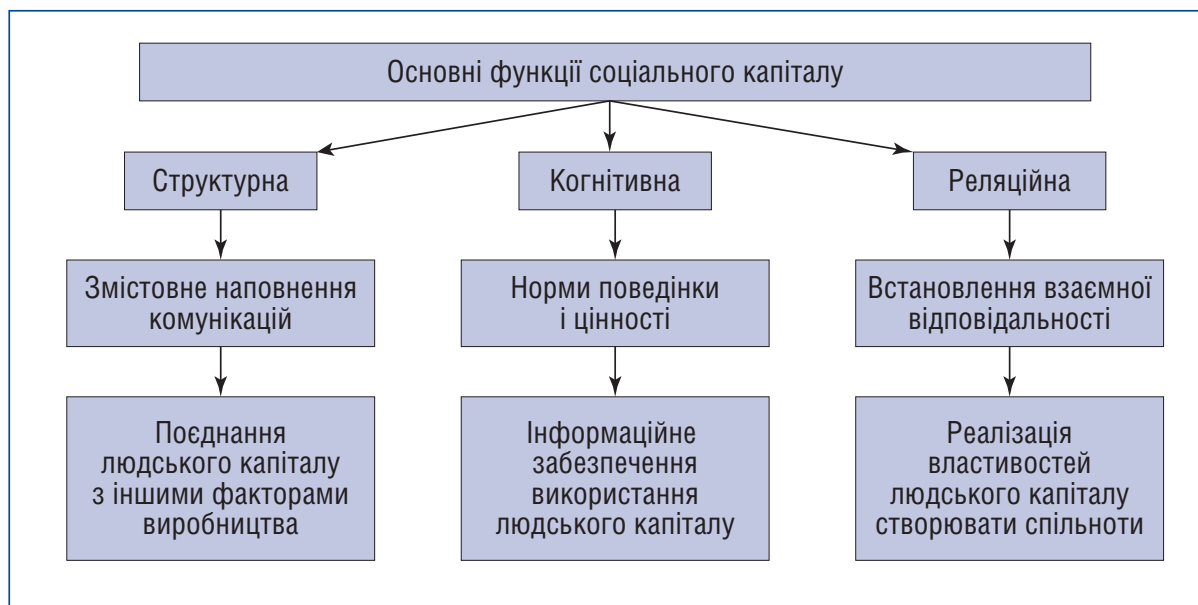 Основні функції соціального капіталу
Структурна
Когнітивна
Реляційна
Змістовне наповнення
комунікацій
Норми поведінки
і цінності
Встановлення взаємної
відповідальності
Поєднання
людського капіталу
з іншими факторами
виробництва
Інформаційне
забезпечення
використання
людського капіталу
Реалізація
властивостей
людського капіталу
створювати спільноти